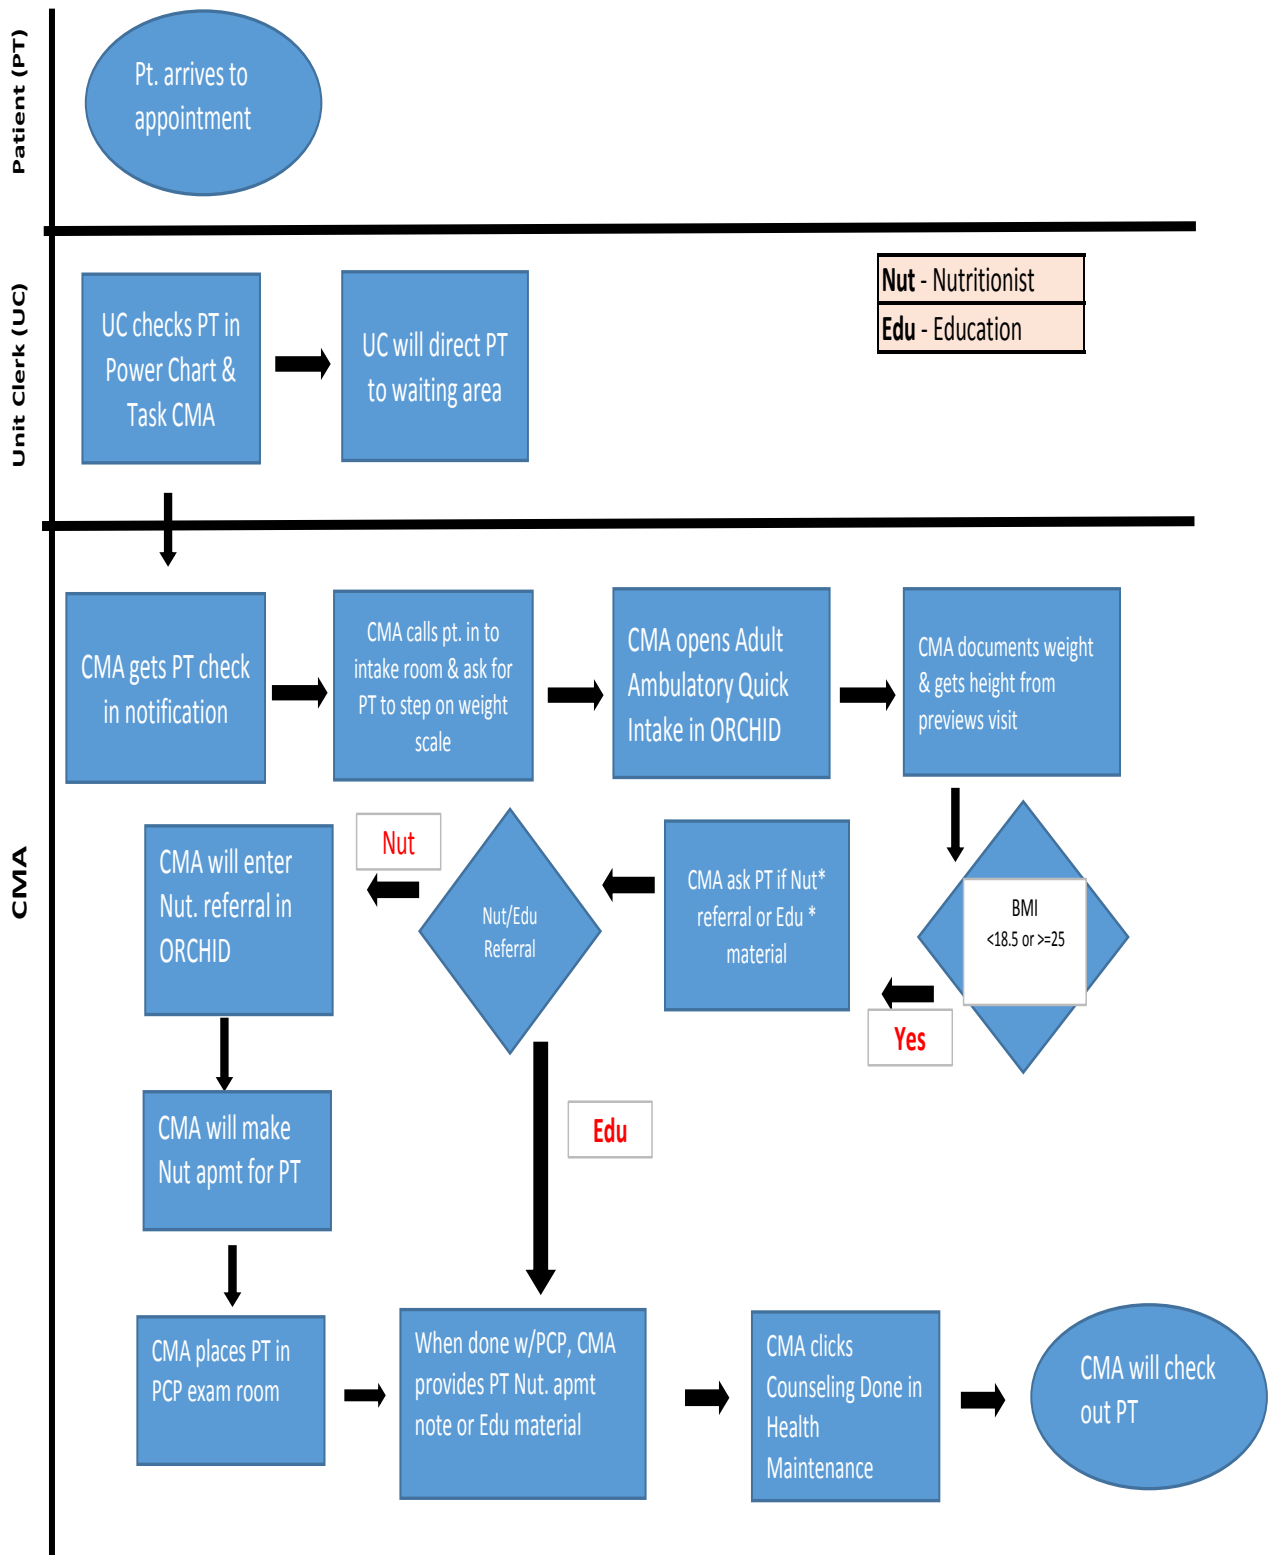 Patient (PT)
Pt. arrives to
appointment
Unit Clerk (UC)
UC checks PT in
Power Chart &
Task CMA
UC will direct PT
to waiting area
Nut - Nutritionist
Edu - Education
CMA
CMA gets PT check
in notification
CMA calls pt. in to
intake room & ask for
PT to step on weight
scale
CMA opens Adult
Ambulatory Quick
Intake in ORCHID
CMA documents weight
& gets height from
previews visit
BMI
<18.5 or >=25
Yes
CMA ask PT if Nut*
referral or Edu *
material
Nut/Edu
Referral
Nut
CMA will enter
Nut. referral in
ORCHID
CMA will make
Nut apmt for PT
Edu
CMA places PT in
PCP exam room
When done w/PCP, CMA
provides PT Nut. apmt
note or Edu material
CMA clicks
Counseling Done in
Health
Maintenance
CMA will check
out PT